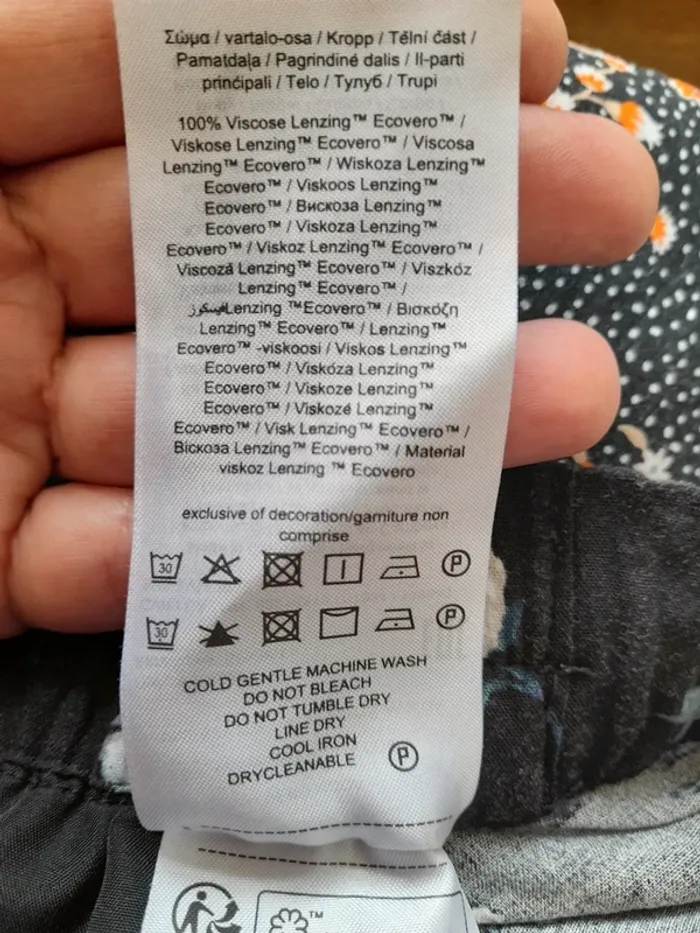 Σώμα / vartalo-osa / Kropp / Tělní část /
Pamatdaļa / Pagrindinė dalis / Il-parti
prinċipali / Telo / Тулуб / Trupi
100% Viscose Lenzing™ Ecovero™ /
Viskose Lenzing™ Ecovero™ / Viscosa
Lenzing™ Ecovero™ / Wiskoza Lenzing™
Ecovero™ / Viskoos Lenzing™
Ecovero™ / Вискоза Lenzing™
Ecovero™ / Viskoza Lenzing™
Ecovero™ / Viskoz Lenzing™ Ecovero™ /
Viscoză Lenzing™ Ecovero™ / Viszkóz
Lenzing™ Ecovero™ /
فيسكوزLenzing ™Ecovero™ / Βισκόζη
Lenzing™ Ecovero™ / Lenzing™
Ecovero™ -viskoosi / Viskos Lenzing™
Ecovero™ / Viskóza Lenzing™
Ecovero™ / Viskoze Lenzing™
Ecovero™ / Viskozė Lenzing™
Ecovero™ / Visk Lenzing™ Ecovero™ /
Віскоза Lenzing™ Ecovero™ / Material
viskoz Lenzing ™ Ecovero
exclusive of decoration/garniture non
comprise
30 P
30 P
COLD GENTLE MACHINE WASH
DO NOT BLEACH
DO NOT TUMBLE DRY
LINE DRY
COOL IRON
DRYCLEANABLE P
TM